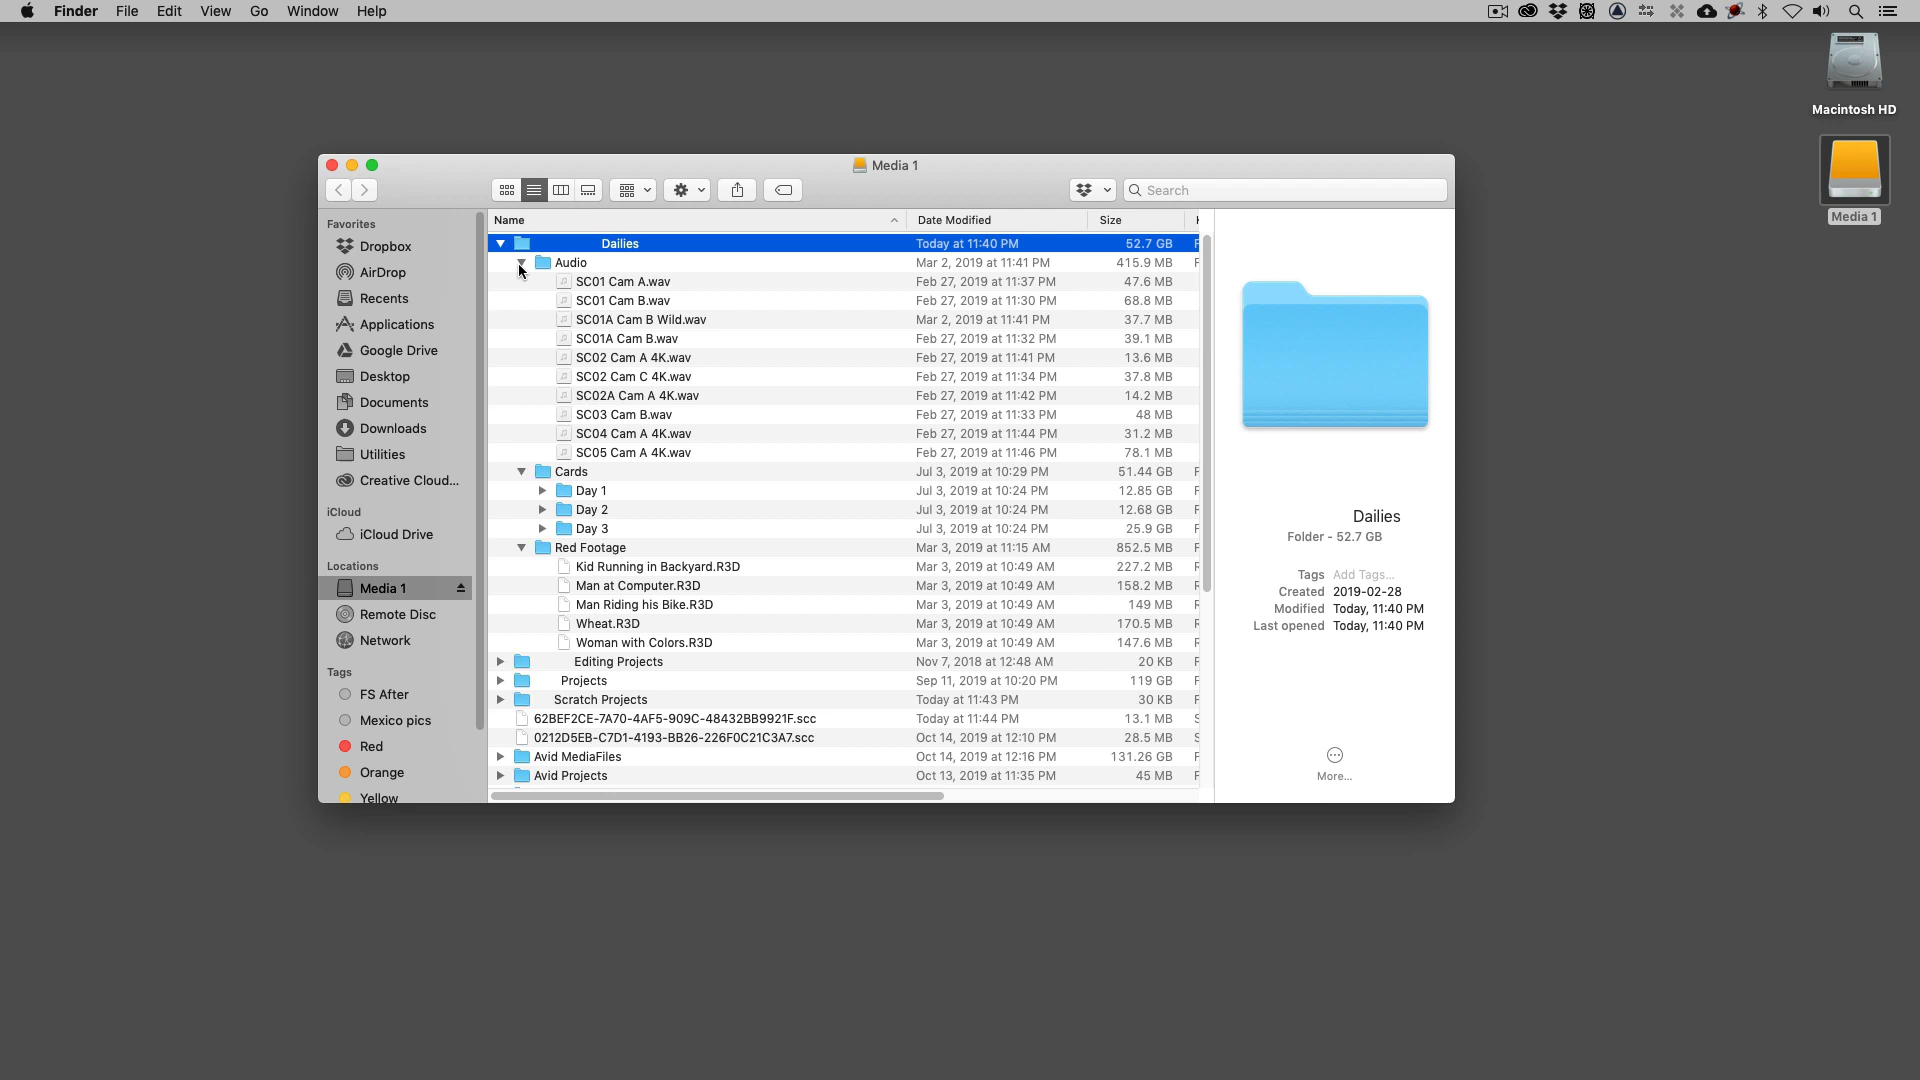 Finder File Edit View Go Window Help
Macintosh HD
Media 1
Media 1
Search
Favorites
Dropbox
AirDrop
Recents
Applications
Google Drive
Desktop
Documents
Downloads
Utilities
Creative Cloud...
iCloud
iCloud Drive
Locations
Media 1
Remote Disc
Network
Tags
FS After
Mexico pics
Red
Orange
Yellow
Name Date Modified Size
Dailies Today at 11:40 PM 52.7 GB
Audio Mar 2, 2019 at 11:41 PM 415.9 MB
SC01 Cam A.wav Feb 27, 2019 at 11:37 PM 47.6 MB
SC01 Cam B.wav Feb 27, 2019 at 11:30 PM 68.8 MB
SC01A Cam B Wild.wav Mar 2, 2019 at 11:41 PM 37.7 MB
SC01A Cam B.wav Feb 27, 2019 at 11:32 PM 39.1 MB
SC02 Cam A 4K.wav Feb 27, 2019 at 11:41 PM 13.6 MB
SC02 Cam C 4K.wav Feb 27, 2019 at 11:34 PM 37.8 MB
SC02A Cam A 4K.wav Feb 27, 2019 at 11:42 PM 14.2 MB
SC03 Cam B.wav Feb 27, 2019 at 11:33 PM 48 MB
SC04 Cam A 4K.wav Feb 27, 2019 at 11:44 PM 31.2 MB
SC05 Cam A 4K.wav Feb 27, 2019 at 11:46 PM 78.1 MB
Cards Jul 3, 2019 at 10:29 PM 51.44 GB
Day 1 Jul 3, 2019 at 10:24 PM 12.85 GB
Day 2 Jul 3, 2019 at 10:24 PM 12.68 GB
Day 3 Jul 3, 2019 at 10:24 PM 25.9 GB
Red Footage Mar 3, 2019 at 11:15 AM 852.5 MB
Kid Running in Backyard.R3D Mar 3, 2019 at 10:49 AM 227.2 MB
Man at Computer.R3D Mar 3, 2019 at 10:49 AM 158.2 MB
Man Riding his Bike.R3D Mar 3, 2019 at 10:49 AM 149 MB
Wheat.R3D Mar 3, 2019 at 10:49 AM 170.5 MB
Woman with Colors.R3D Mar 3, 2019 at 10:49 AM 147.6 MB
Editing Projects Nov 7, 2018 at 12:48 AM 20 KB
Projects Sep 11, 2019 at 10:20 PM 119 GB
Scratch Projects Today at 11:43 PM 30 KB
62BEF2CE-7A70-4AF5-909C-48432BB9921F.scc Today at 11:44 PM 13.1 MB
0212D5EB-C7D1-4193-BB26-226F0C21C3A7.scc Oct 14, 2019 at 12:10 PM 28.5 MB
Avid MediaFiles Oct 14, 2019 at 12:16 PM 131.26 GB
Avid Projects Oct 13, 2019 at 11:35 PM 45 MB
Dailies
Folder - 52.7 GB
Tags Add Tags...
Created 2019-02-28
Modified Today, 11:40 PM
Last opened Today, 11:40 PM
More...